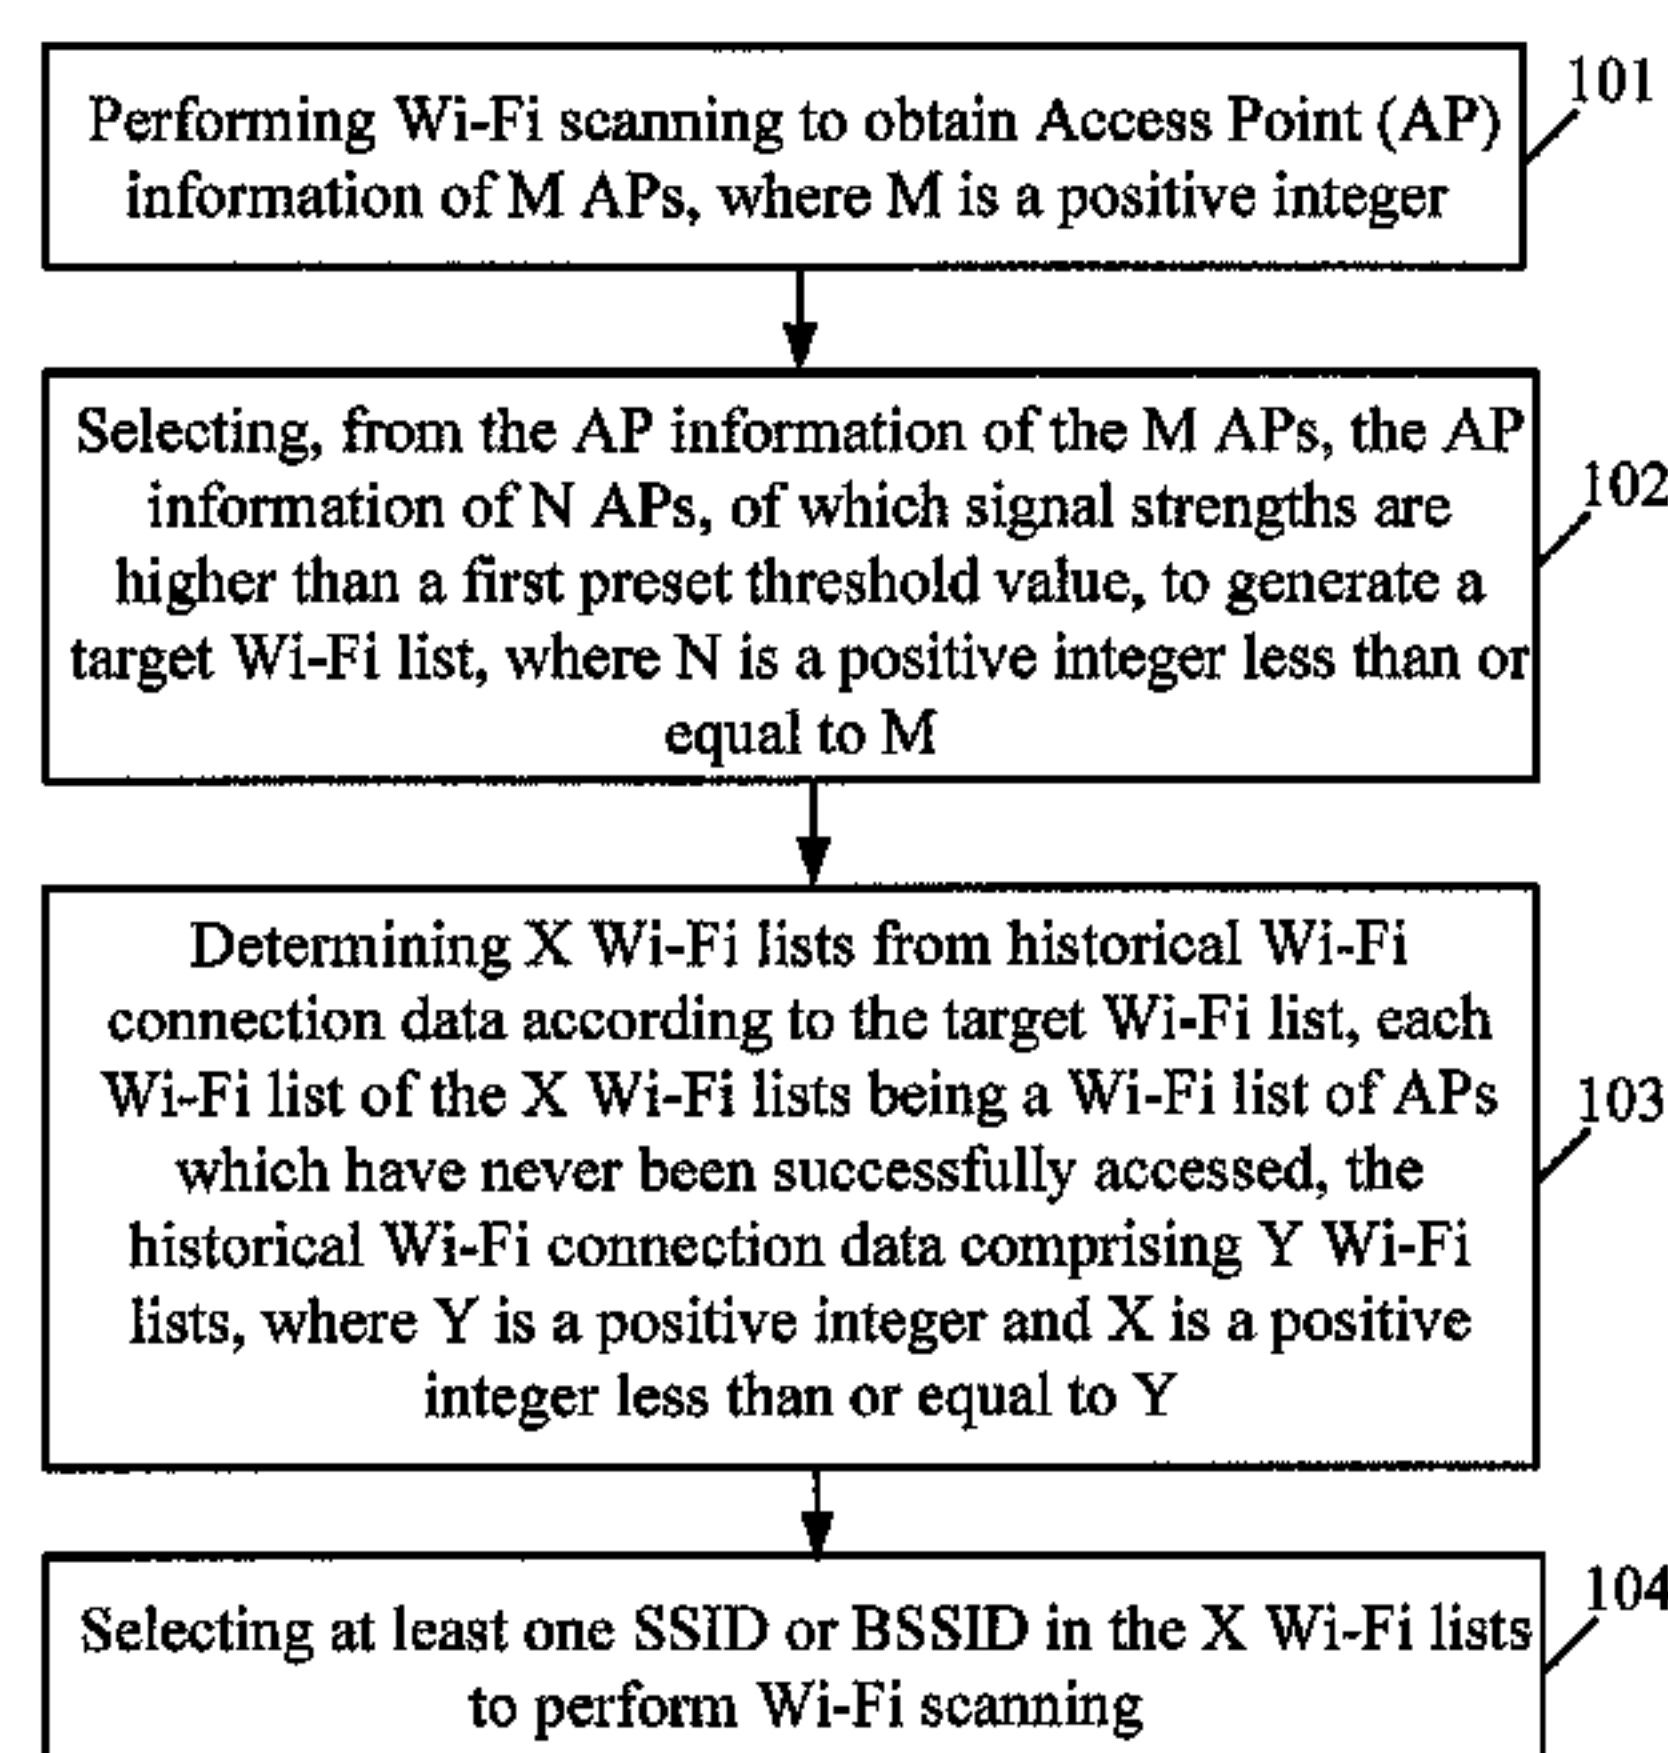 Performing Wi-Fi scanning to obtain Access Point (AP)
information of M APs, where M is a positive integer
101
Selecting, from the AP information of the M APs, the AP
information of N APs, of which signal strengths are
higher than a first preset threshold value, to generate a
target Wi-Fi list, where N is a positive integer less than or
equal to M
102
Determining X Wi-Fi lists from historical Wi-Fi
connection data according to the target Wi-Fi list, each
Wi-Fi list of the X Wi-Fi lists being a Wi-Fi list of APs
which have never been successfully accessed, the
historical Wi-Fi connection data comprising Y Wi-Fi
lists, where Y is a positive integer and X is a positive
integer less than or equal to Y
103
Selecting at least one SSID or BSSID in the X Wi-Fi lists
to perform Wi-Fi scanning
104